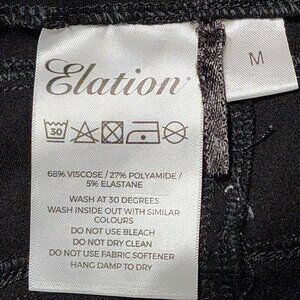 Elation
M
30
68% VISCOSE / 27% POLYAMIDE /
5% ELASTANE
WASH AT 30 DEGREES
WASH INSIDE OUT WITH SIMILAR
COLOURS
DO NOT USE BLEACH
DO NOT DRY CLEAN
DO NOT USE FABRIC SOFTENER
HANG DAMP TO DRY